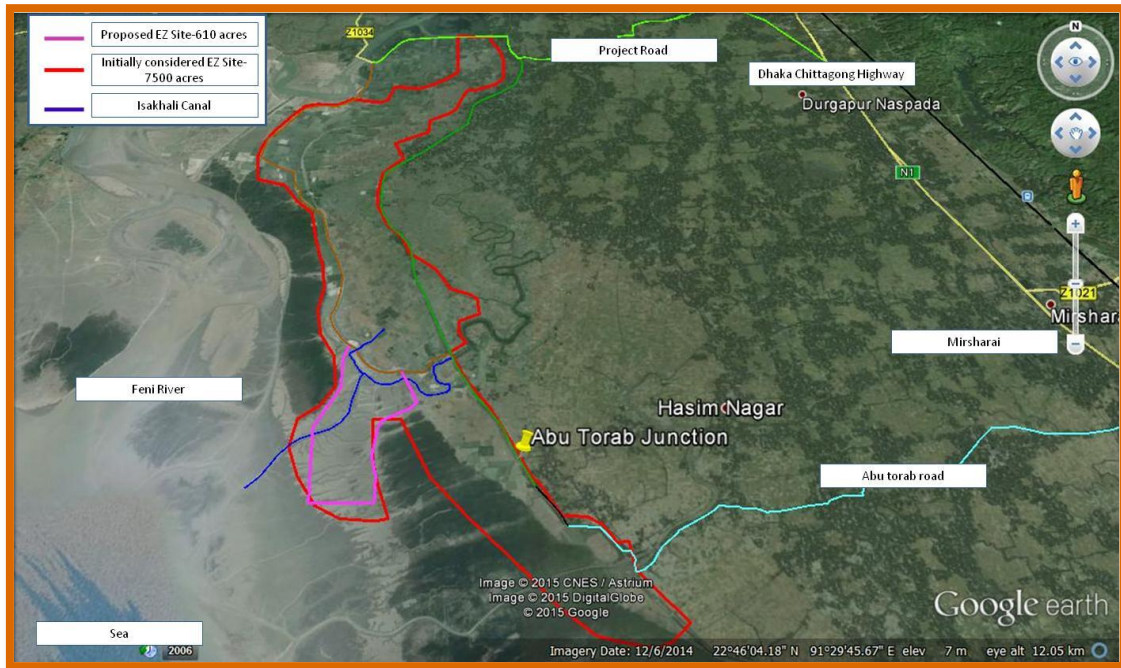 Proposed EZ Site-610 acres
Initially considered EZ Site-
7500 acres
Isakhali Canal
Z1034
Project Road
Dhaka Chittagong Highway
Durgapur Naspada
N
N1
Z1021
Mirshar
Mirsharai
Feni River
Hasim Nagar
Abu Torab Junction
Abu torab road
Image © 2015 CNES / Astrium
Image © 2015 DigitalGlobe
© 2015 Google
Google earth
Sea
2006
Imagery Date: 12/6/2014 22°46'04.18" N 91°29'45.67" E elev 7 m eye alt 12.05 km